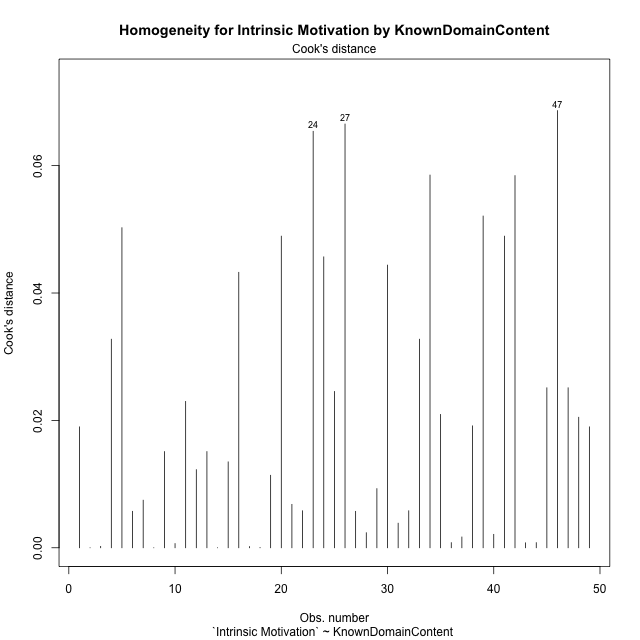 Homogeneity for Intrinsic Motivation by KnownDomainContent
Cook's distance
47
27
24
0.06
0.04
0.02
0.00
Cook's distance
0 10 20 30 40 50
Obs. number
`Intrinsic Motivation` ~ KnownDomainContent